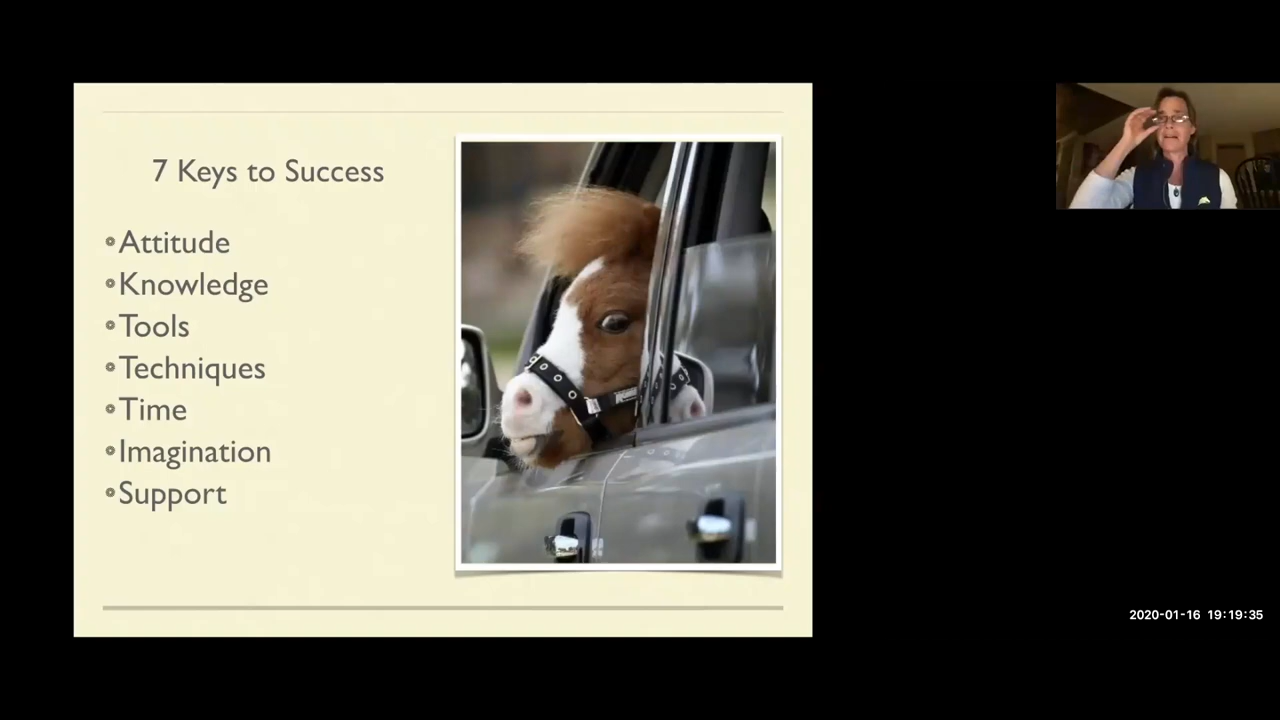 7 Keys to Success
Attitude
Knowledge
Tools
Techniques
Time
Imagination
Support
2020-01-16 19:19:35